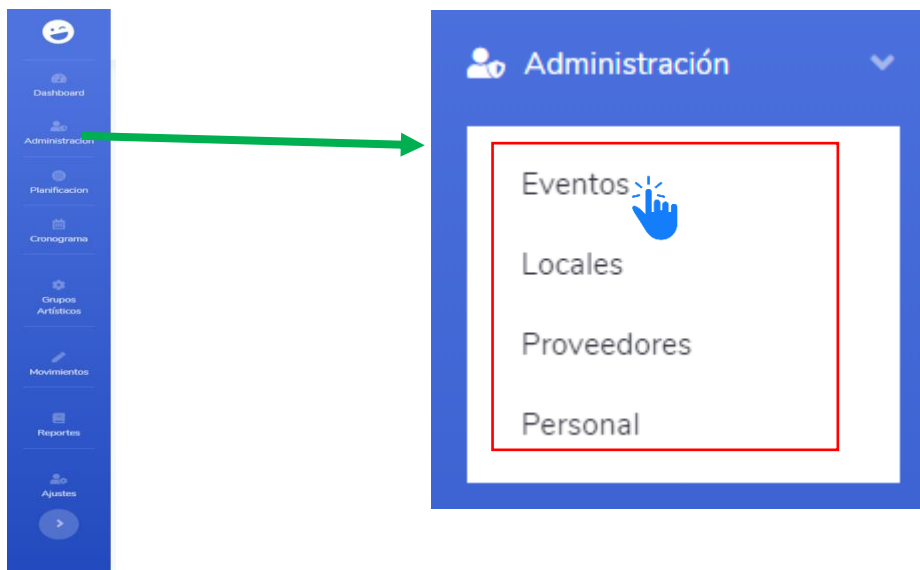 Dashboard
Administracion
Planificacion
Cronograma
Grupos
Artísticos
Movimientos
Reportes
Ajustes
Administración
Eventos
Locales
Proveedores
Personal